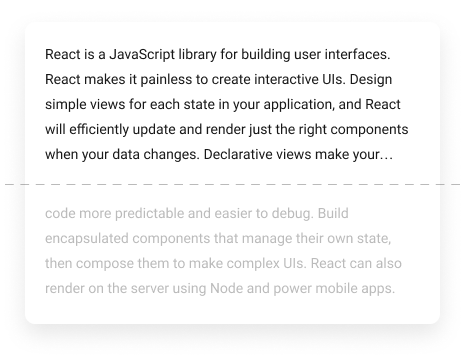 React is a JavaScript library for building user interfaces.
React makes it painless to create interactive UIs. Design
simple views for each state in your application, and React
will efficiently update and render just the right components
when your data changes. Declarative views make your…
code more predictable and easier to debug. Build
encapsulated components that manage their own state,
then compose them to make complex UIs. React can also
render on the server using Node and power mobile apps.